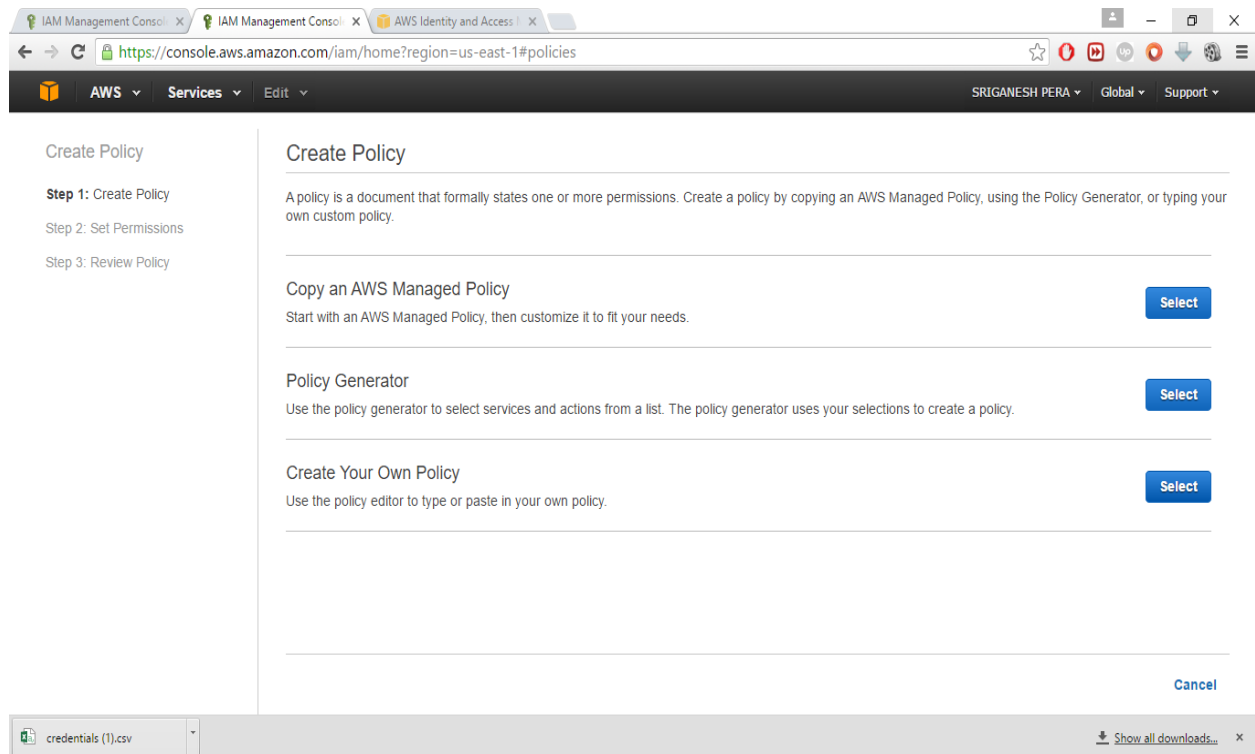 IAM Management Consol
IAM Management Consol
AWS Identity and Access
https://console.aws.amazon.com/iam/home?region=us-east-1#policies
AWS Services Edit SRIGANESH PERA Global Support
Create Policy
Step 1: Create Policy
Step 2: Set Permissions
Step 3: Review Policy
Create Policy
A policy is a document that formally states one or more permissions. Create a policy by copying an AWS Managed Policy, using the Policy Generator, or typing your
own custom policy.
Copy an AWS Managed Policy
Start with an AWS Managed Policy, then customize it to fit your needs.
Select
Policy Generator
Use the policy generator to select services and actions from a list. The policy generator uses your selections to create a policy.
Select
Create Your Own Policy
Use the policy editor to type or paste in your own policy.
Select
Cancel
credentials (1).csv
Show all downloads...